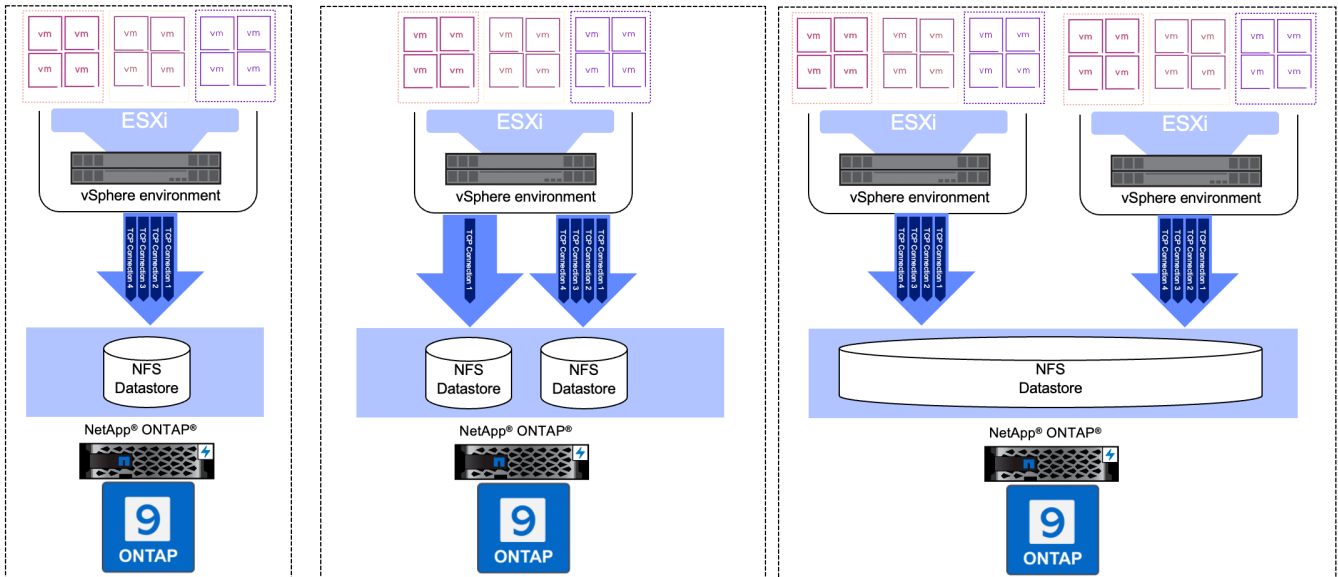 vm vm vm vm vm vm
vm vm vm vm vm vm
ESXi
vSphere environment
TCP Connection 1
TCP Connection 2
TCP Connection 3
TCP Connection 4
NFS
Datastore
NetApp® ONTAP®
n
9
ONTAP
vm vm vm vm vm vm
vm vm vm vm vm vm
ESXi
vSphere environment
TCP Connection 1
TCP Connection 1
TCP Connection 2
TCP Connection 3
TCP Connection 4
NFS
Datastore
NFS
Datastore
NetApp® ONTAP®
n
9
ONTAP
vm vm vm vm vm vm
vm vm vm vm vm vm
ESXi
vSphere environment
TCP Connection 1
TCP Connection 2
TCP Connection 3
TCP Connection 4
vm vm vm vm vm vm
vm vm vm vm vm vm
ESXi
vSphere environment
TCP Connection 1
TCP Connection 2
TCP Connection 3
TCP Connection 4
NFS
Datastore
NetApp® ONTAP®
n
9
ONTAP